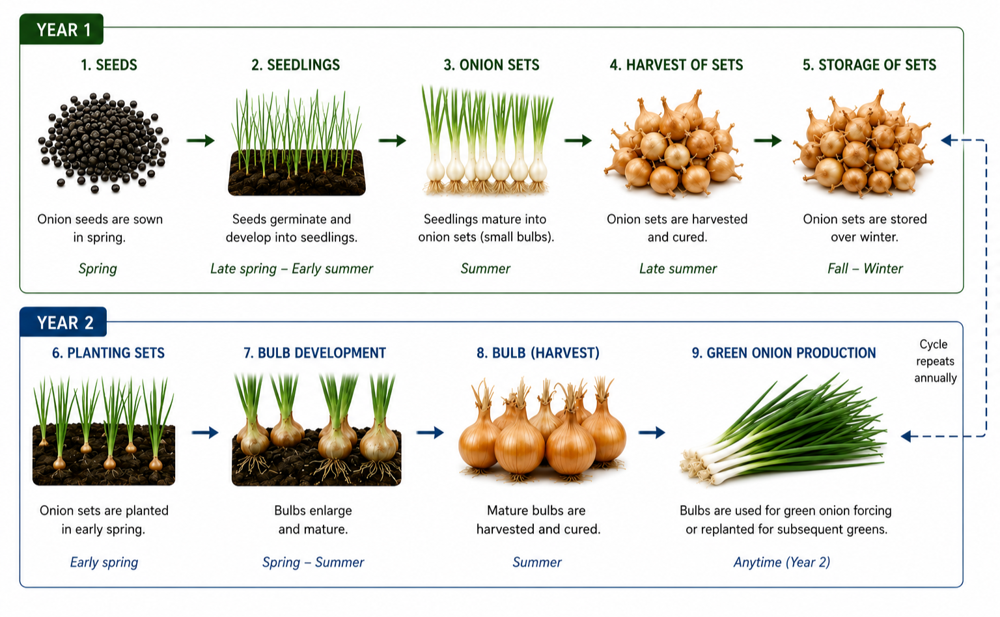 YEAR 1
1. SEEDS
2. SEEDLINGS
3. ONION SETS
4. HARVEST OF SETS
5. STORAGE OF SETS
Onion seeds are sown
in spring.
Seeds germinate and
develop into seedlings.
Seedlings mature into
onion sets (small bulbs).
Onion sets are harvested
and cured.
Onion sets are stored
over winter.
Spring
Late spring – Early summer
Summer
Late summer
Fall – Winter
YEAR 2
6. PLANTING SETS
7. BULB DEVELOPMENT
8. BULB (HARVEST)
9. GREEN ONION PRODUCTION
Cycle
repeats
annually
Onion sets are planted
in early spring.
Bulbs enlarge
and mature.
Mature bulbs are
harvested and cured.
Bulbs are used for green onion forcing
or replanted for subsequent greens.
Early spring
Spring – Summer
Summer
Anytime (Year 2)